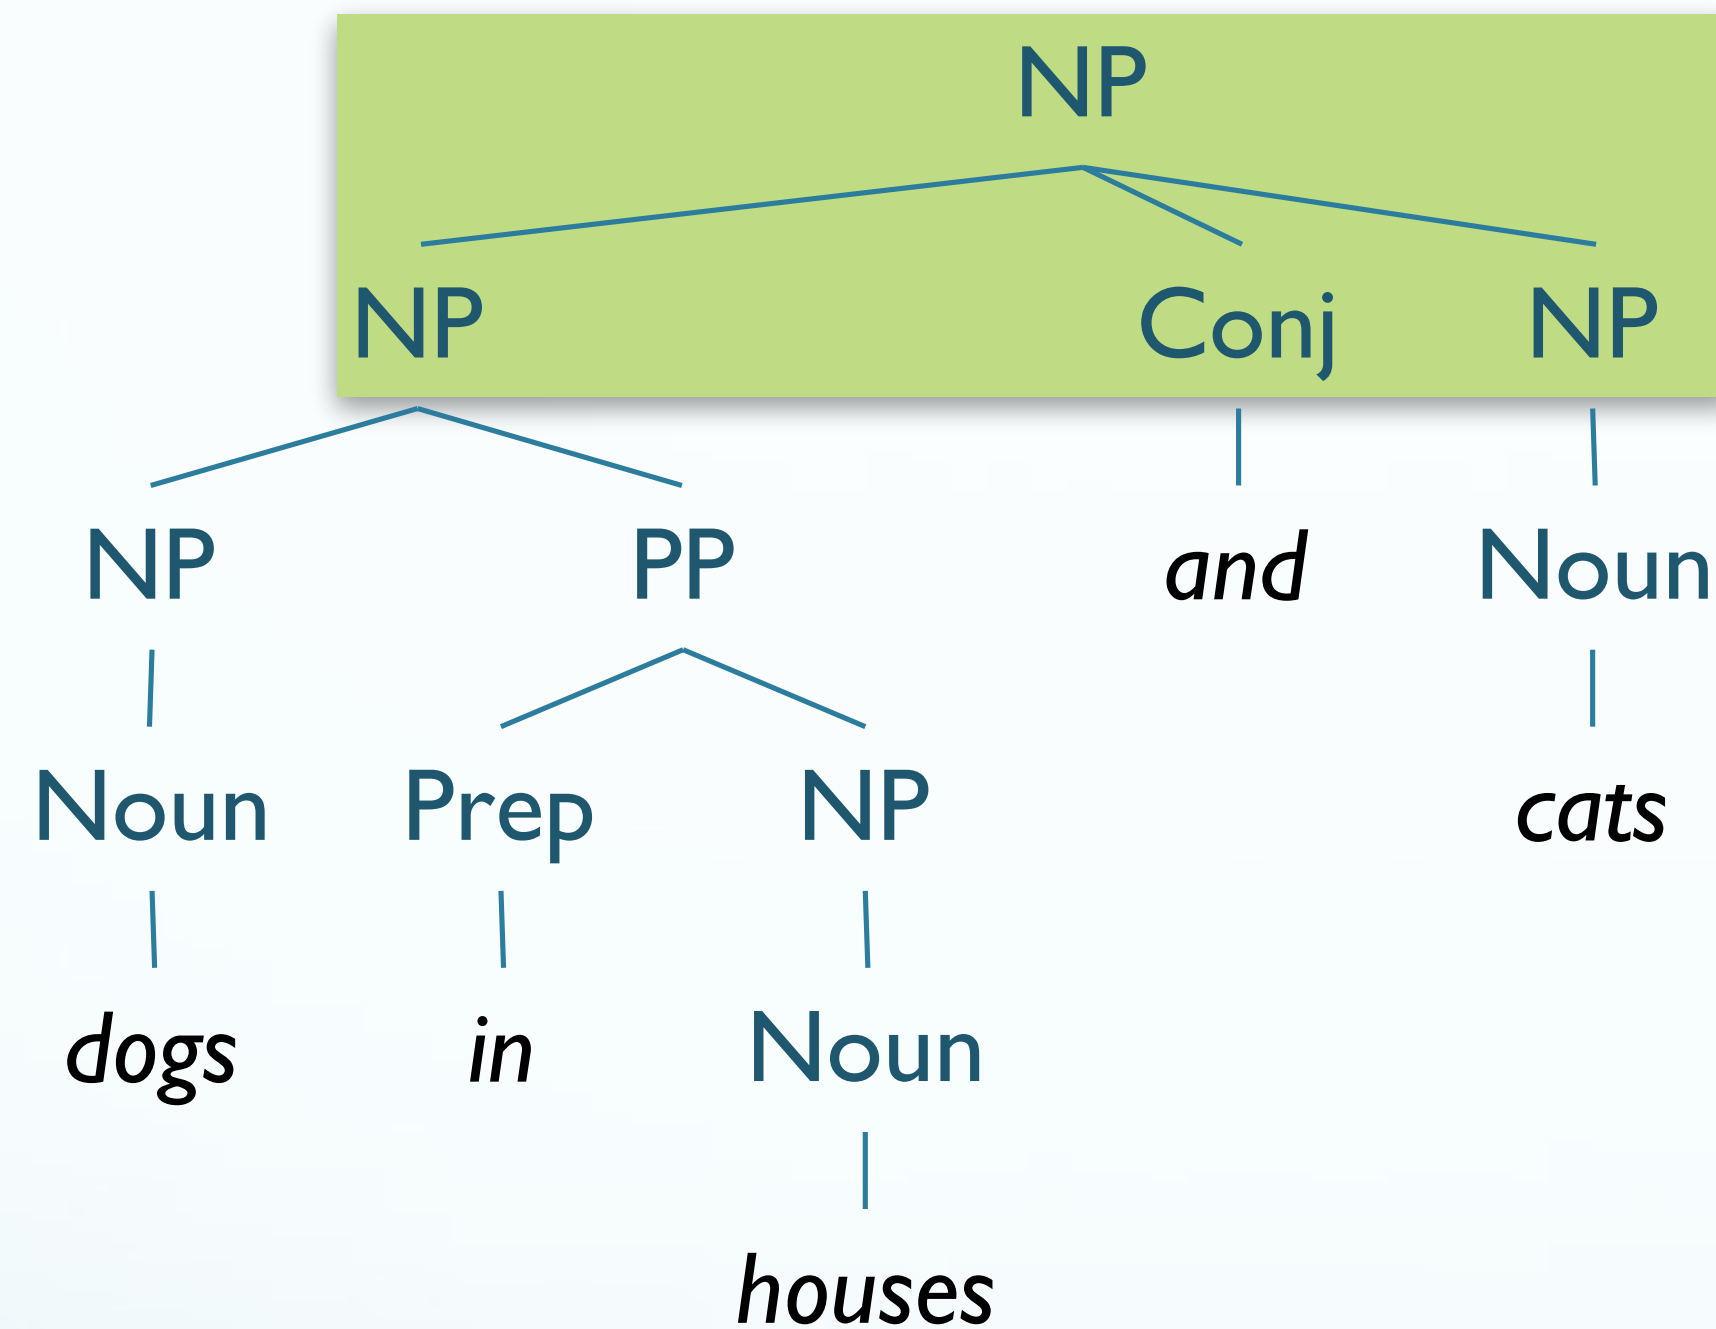 NP
NP Conj NP
NP PP and Noun
Noun Prep NP cats
dogs in Noun
houses